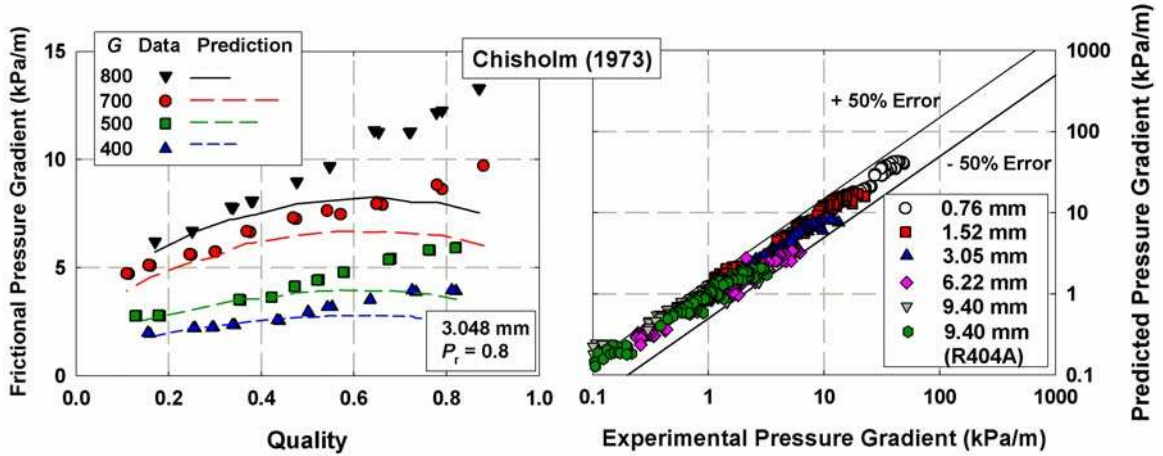 Chisholm (1973)
G Data Prediction
800
700
500
400
Frictional Pressure Gradient (kPa/m)
15
10
5
0
0.0 0.2 0.4 0.6 0.8 1.0
Quality
3.048 mm
Pr = 0.8
+ 50% Error
- 50% Error
0.76 mm
1.52 mm
3.05 mm
6.22 mm
9.40 mm
9.40 mm
(R404A)
1000
100
10
1
0.1
Predicted Pressure Gradient (kPa/m)
0.1 1 10 100 1000
Experimental Pressure Gradient (kPa/m)